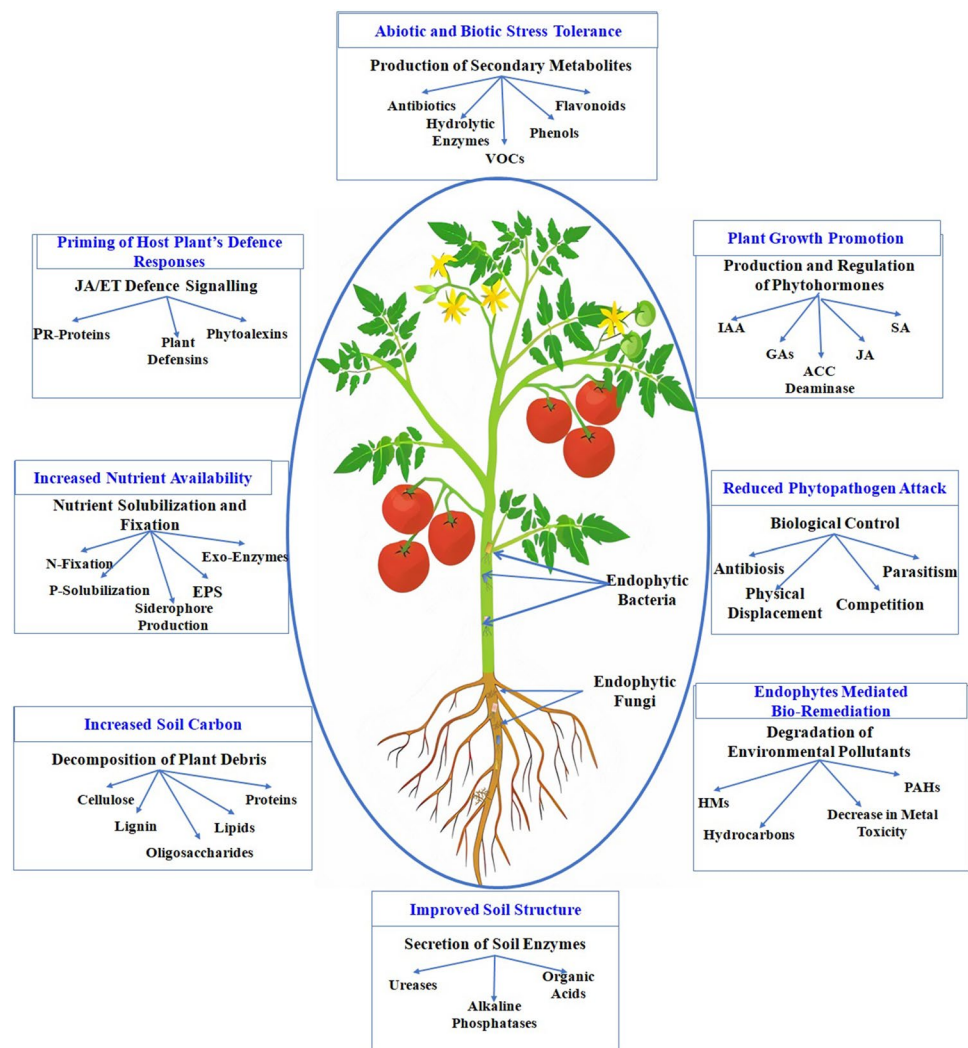 Abiotic and Biotic Stress Tolerance
Production of Secondary Metabolites
Antibiotics
Flavonoids
Hydrolytic
Enzymes
Phenols
VOCs
Priming of Host Plant’s Defence
Responses
JA/ET Defence Signalling
PR-Proteins
Plant
Defensins
Phytoalexins
Plant Growth Promotion
Production and Regulation
of Phytohormones
IAA
SA
GAs
JA
ACC
Deaminase
Increased Nutrient Availability
Nutrient Solubilization and
Fixation
N-Fixation
Exo-Enzymes
P-Solubilization
EPS
Siderophore
Production
Reduced Phytopathogen Attack
Biological Control
Antibiosis
Parasitism
Physical
Displacement
Competition
Endophytic
Bacteria
Endophytic
Fungi
Increased Soil Carbon
Decomposition of Plant Debris
Cellulose
Proteins
Lignin
Lipids
Oligosaccharides
Endophytes Mediated
Bio-Remediation
Degradation of
Environmental Pollutants
HMs
PAHs
Hydrocarbons
Decrease in Metal
Toxicity
Improved Soil Structure
Secretion of Soil Enzymes
Ureases
Organic
Acids
Alkaline
Phosphatases